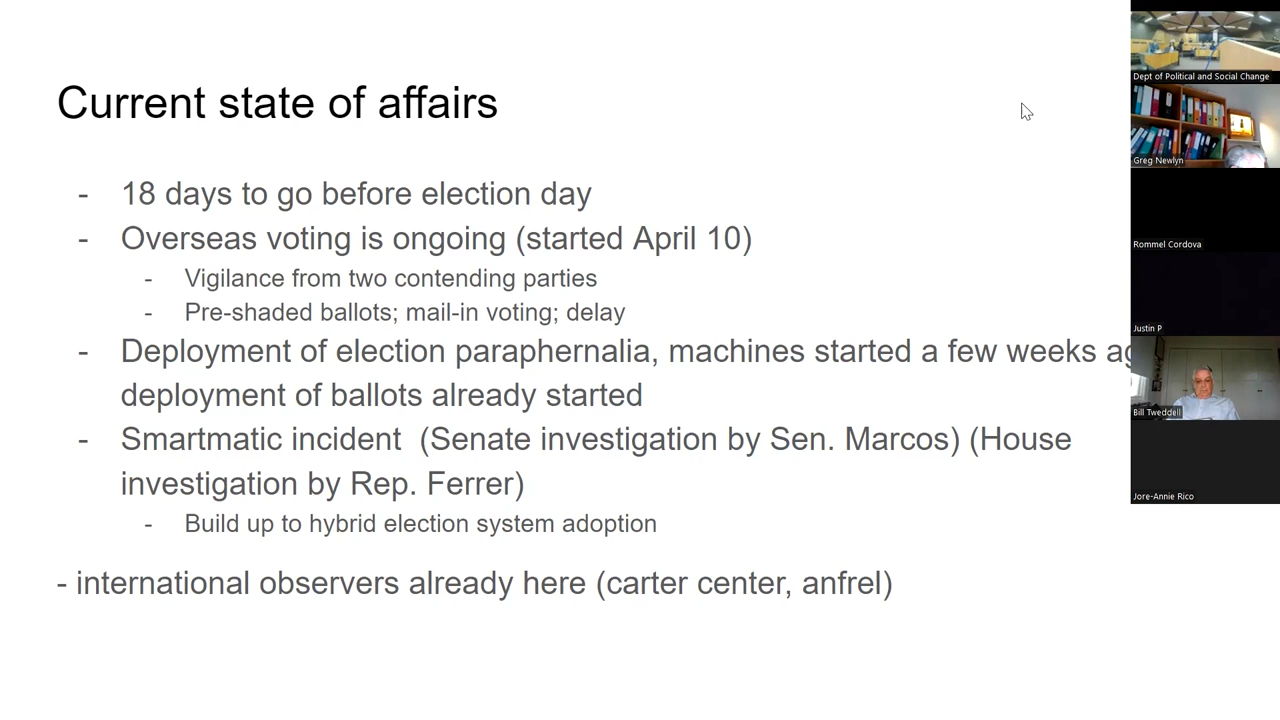 Current state of affairs
- 18 days to go before election day
- Overseas voting is ongoing (started April 10)
- Vigilance from two contending parties
- Pre-shaded ballots; mail-in voting; delay
- Deployment of election paraphernalia, machines started a few weeks
deployment of ballots already started
- Smartmatic incident (Senate investigation by Sen. Marcos) (House
investigation by Rep. Ferrer)
- Build up to hybrid election system adoption
- international observers already here (carter center, anfrel)
Dept of Political and Social Change
Greg Newlyn
Rommel Cordova
Justin P
Bill Tweddell
Jore-Annie Rico